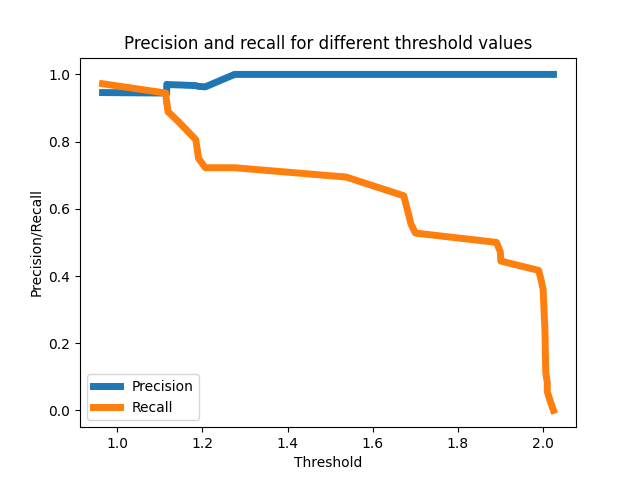 Precision and recall for different threshold values
1.0
0.8
0.6
0.4
0.2
0.0
Precision/Recall
Precision
Recall
1.0 1.2 1.4 1.6 1.8 2.0
Threshold